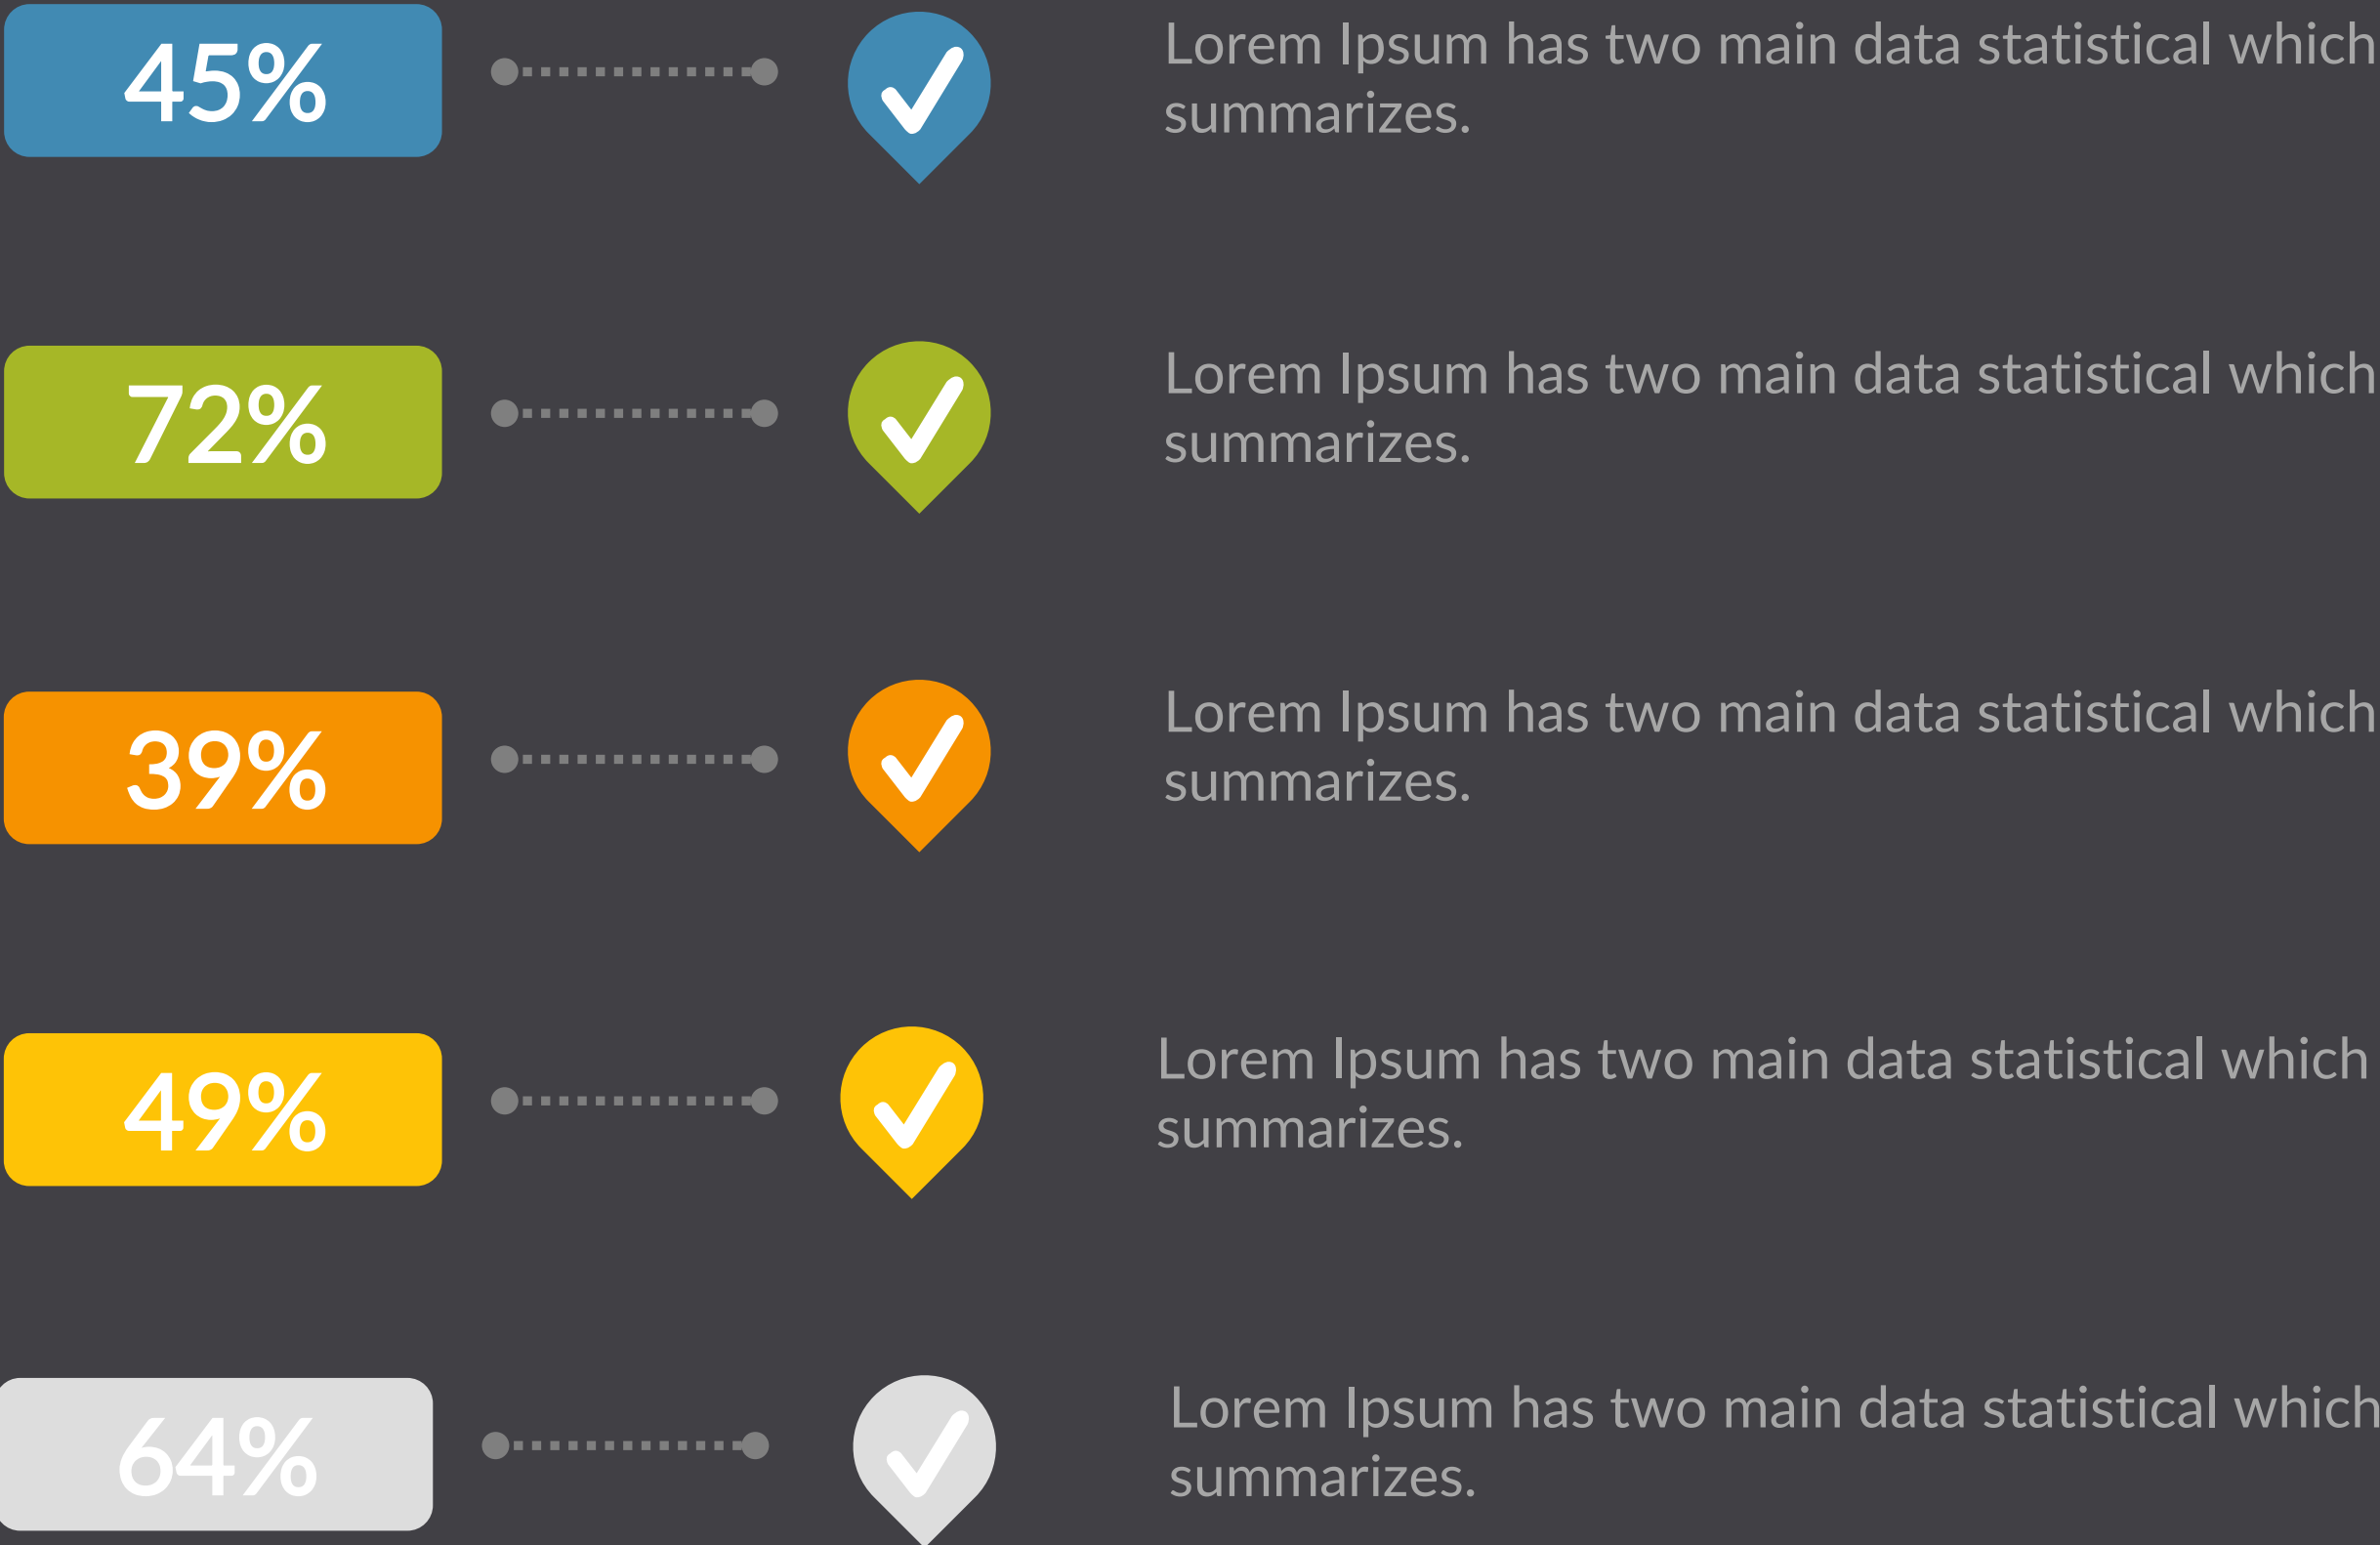 45%
Lorem Ipsum has two main data statistical which
summarizes.
72%
Lorem Ipsum has two main data statistical which
summarizes.
39%
Lorem Ipsum has two main data statistical which
summarizes.
49%
Lorem Ipsum has two main data statistical which
summarizes.
64%
Lorem Ipsum has two main data statistical which
summarizes.